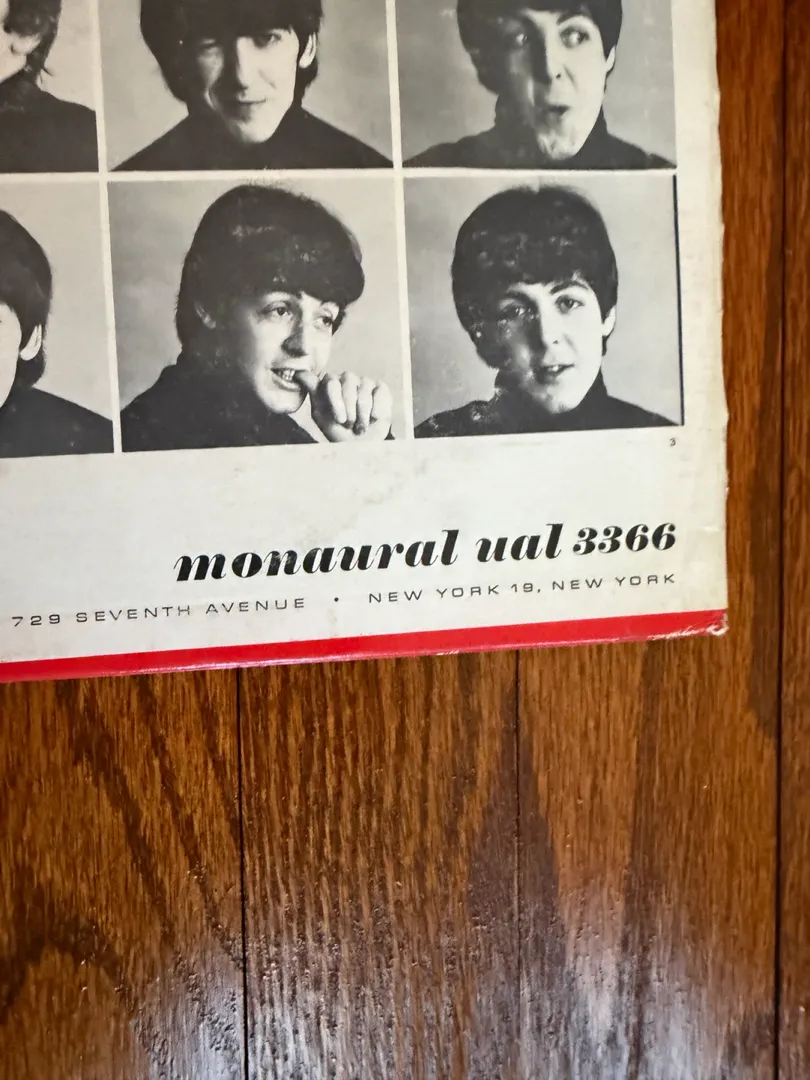 3
monaural ual 3366
729 SEVENTH AVENUE • NEW YORK 19, NEW YORK